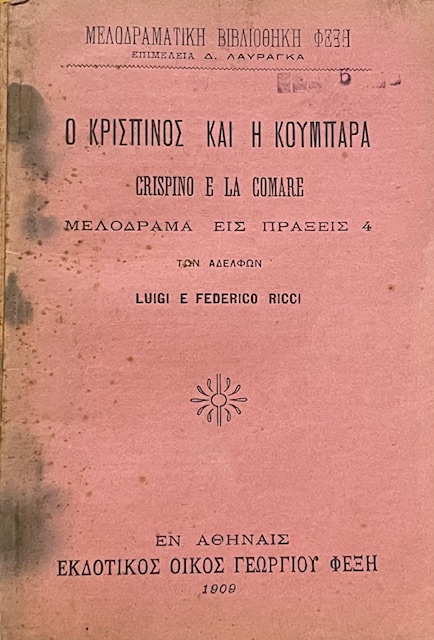 ΜΕΛΟΔΡΑΜΑΤΙΚΗ ΒΙΒΛΙΟΘΗΚΗ ΦΕΞΗ
ΕΠΙΜΕΛΕΙΑ Δ. ΛΑΥΡΑΓΚΑ
Ο ΚΡΙΣΠΙΝΟΣ ΚΑΙ Η ΚΟΥΜΠΑΡΑ
CRISPINO E LA COMARE
ΜΕΛΟΔΡΑΜΑ ΕΙΣ ΠΡΑΞΕΙΣ 4
ΤΩΝ ΑΔΕΛΦΩΝ
LUIGI E FEDERICO RICCI
ΕΝ ΑΘΗΝΑΙΣ
ΕΚΔΟΤΙΚΟΣ ΟΙΚΟΣ ΓΕΩΡΓΙΟΥ ΦΕΞΗ
1909